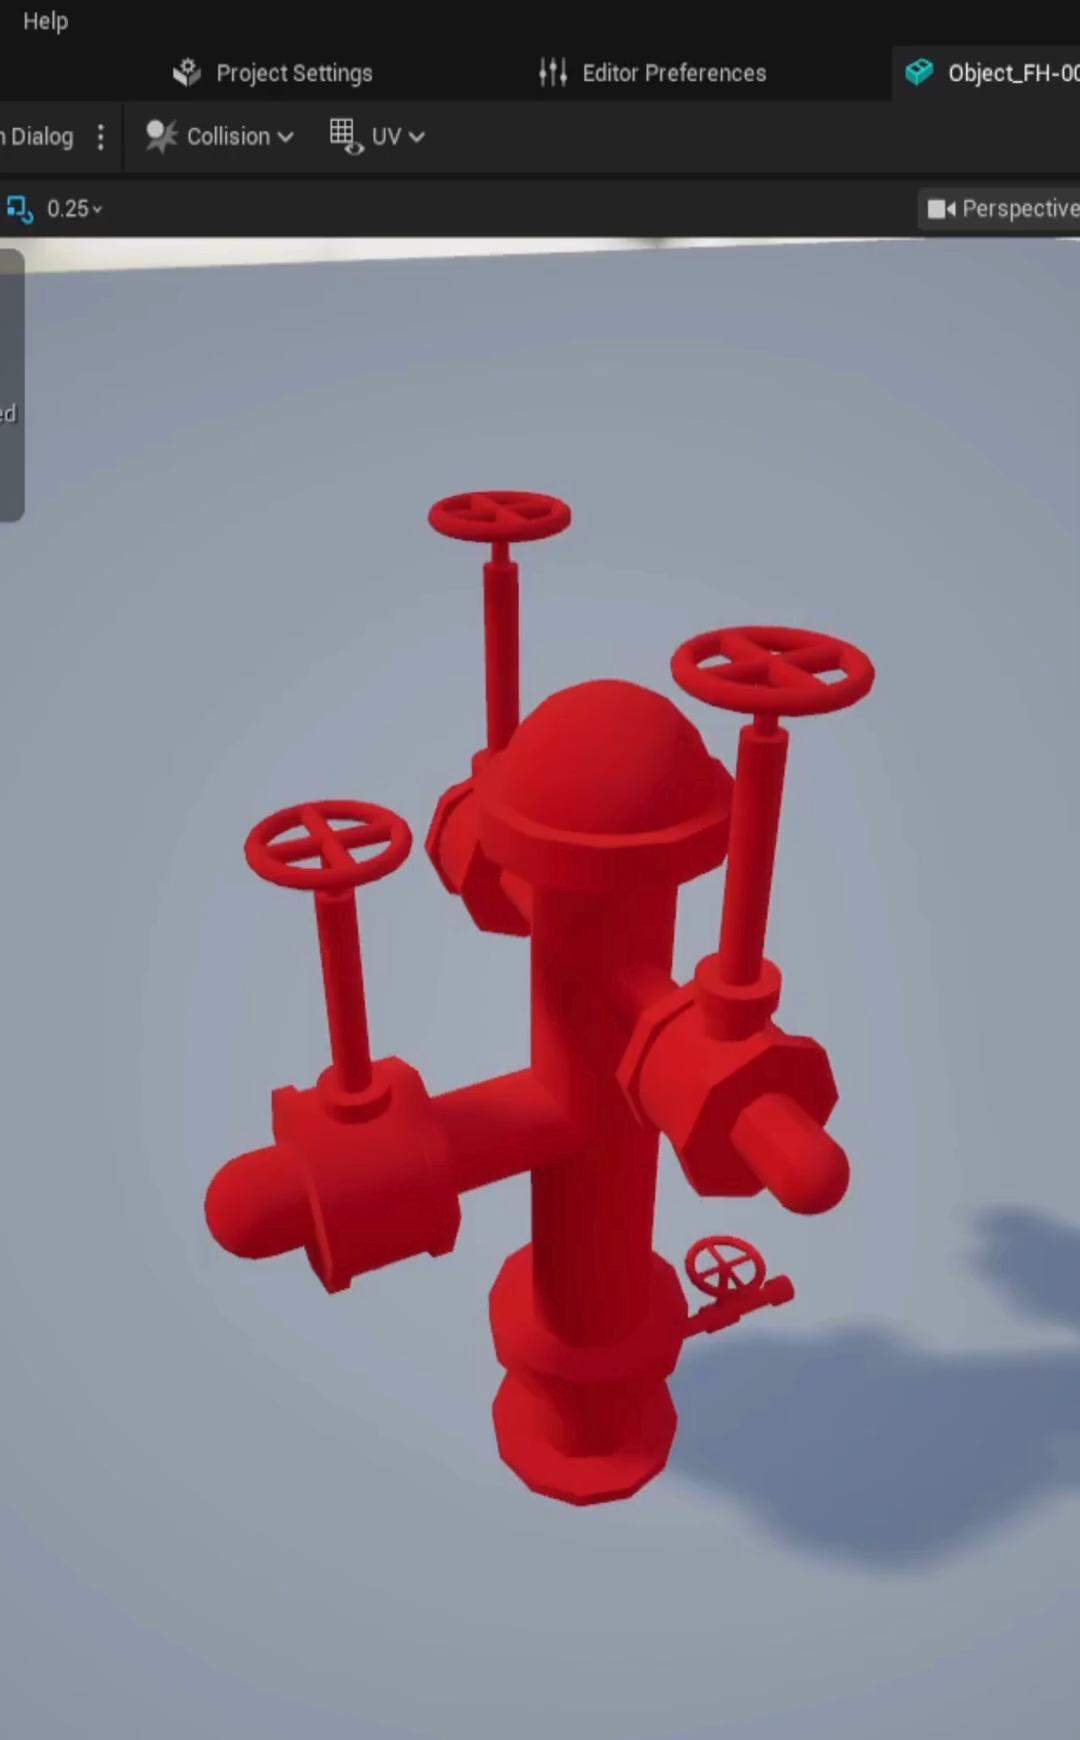 Help
Project Settings
Editor Preferences
Object_FH-00
Dialog
Collision
UV
0.25
Perspective
ed